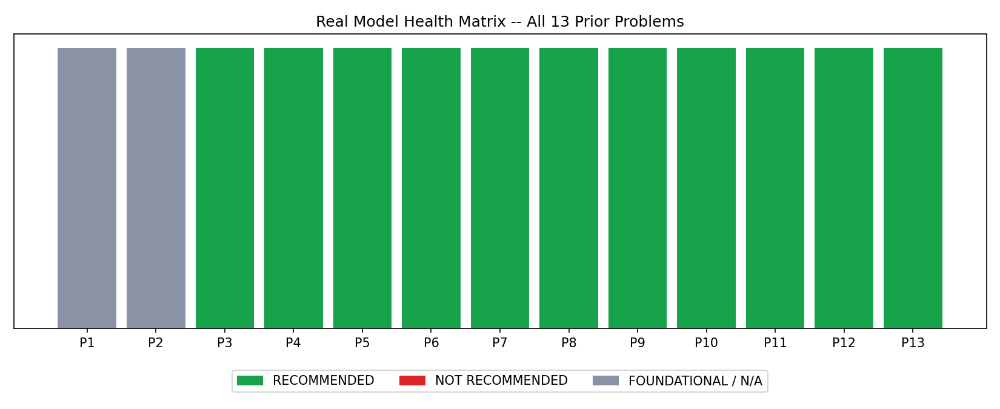 Real Model Health Matrix -- All 13 Prior Problems
P1 P2 P3 P4 P5 P6 P7 P8 P9 P10 P11 P12 P13
RECOMMENDED NOT RECOMMENDED FOUNDATIONAL / N/A